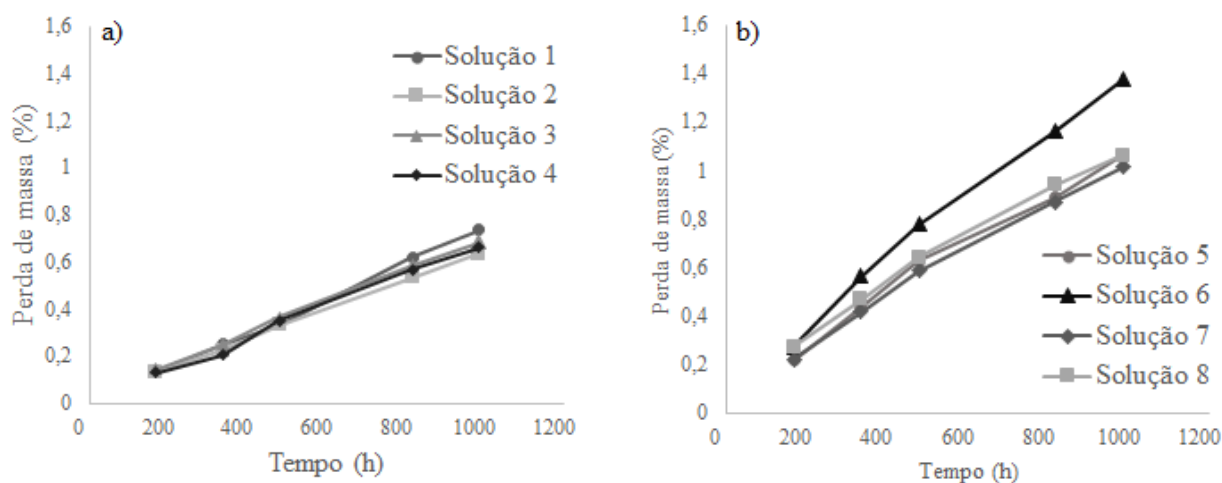 a)
1,6
1,4
1,2
1
0,8
0,6
0,4
0,2
0
Perda de massa (%)
0 200 400 600 800 1000 1200
Tempo (h)
Solução 1
Solução 2
Solução 3
Solução 4
b)
1,6
1,4
1,2
1
0,8
0,6
0,4
0,2
0
Perda de massa (%)
0 200 400 600 800 1000 1200
Tempo (h)
Solução 5
Solução 6
Solução 7
Solução 8